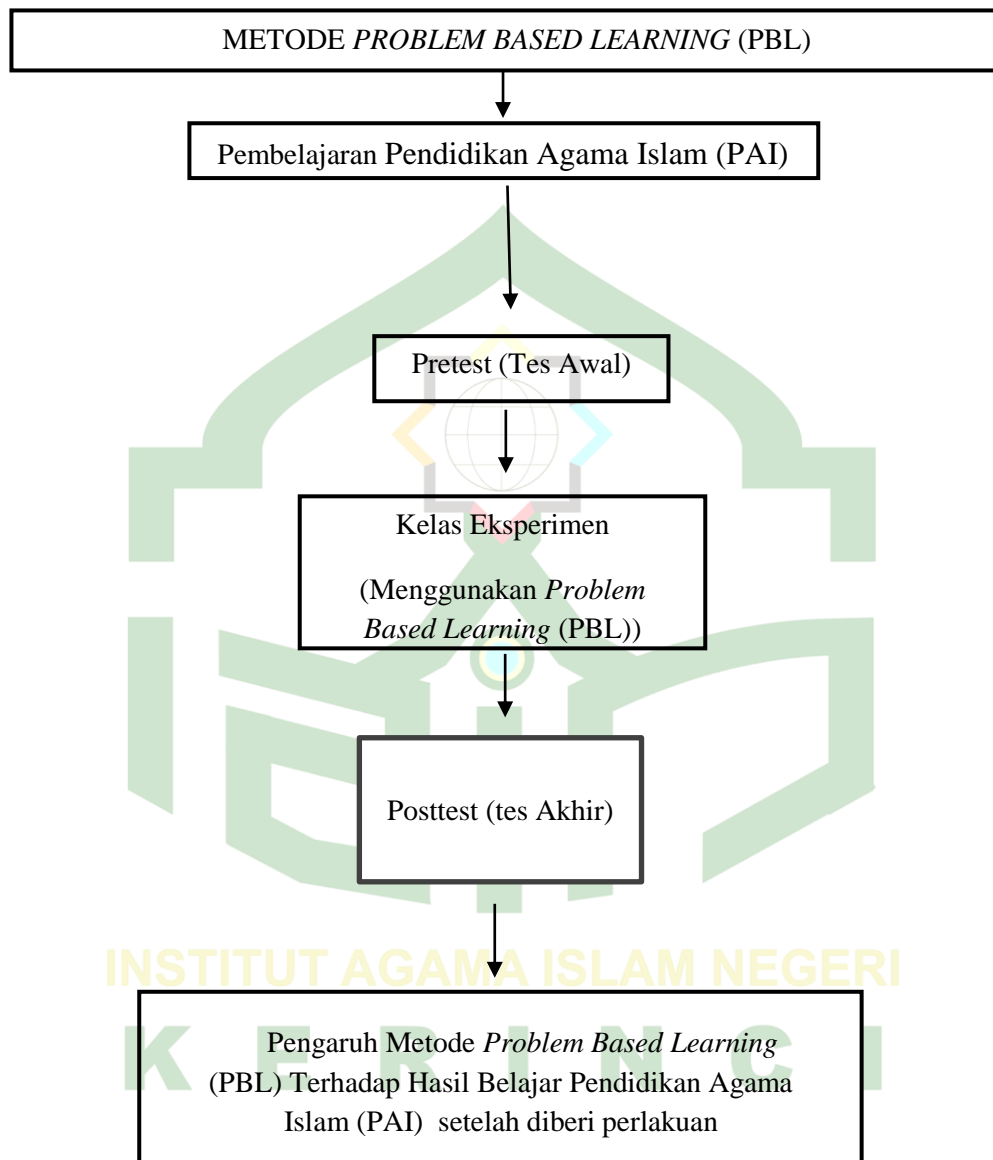 METODE PROBLEM BASED LEARNING (PBL)
Pembelajaran Pendidikan Agama Islam (PAI)
Pretest (Tes Awal)
Kelas Eksperimen
(Menggunakan Problem
Based Learning (PBL))
Posttest (tes Akhir)
INSTITUT AGAMA ISLAM NEGERI
KERINCI
Pengaruh Metode Problem Based Learning
(PBL) Terhadap Hasil Belajar Pendidikan Agama
Islam (PAI) setelah diberi perlakuan